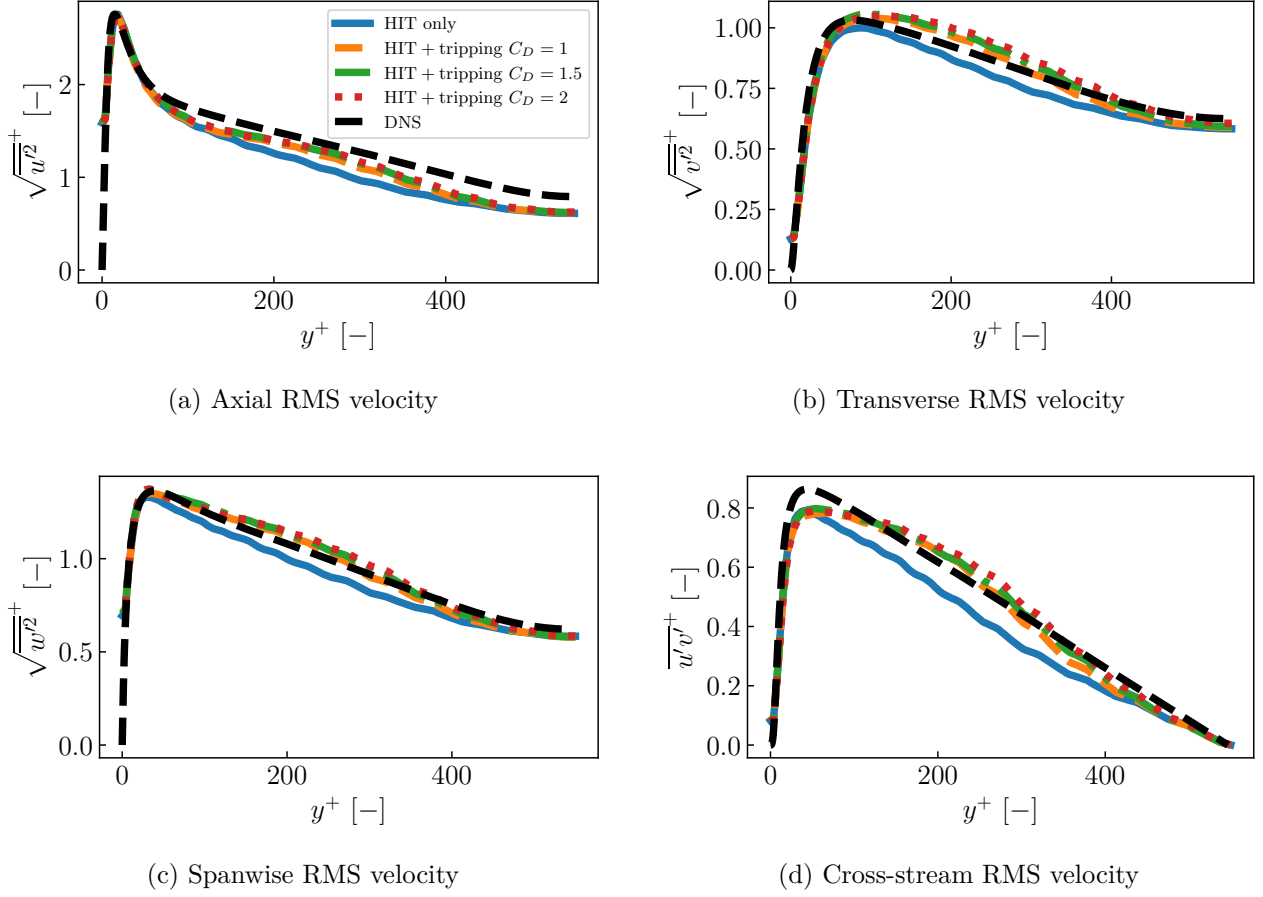 HIT only
HIT + tripping C_D = 1
HIT + tripping C_D = 1.5
HIT + tripping C_D = 2
DNS
√u′²⁺ [−]
2
1
0
0 200 400
y⁺ [−]
(a) Axial RMS velocity
√v′²⁺ [−]
1.00
0.75
0.50
0.25
0.00
0 200 400
y⁺ [−]
(b) Transverse RMS velocity
√w′²⁺ [−]
1.0
0.5
0.0
0 200 400
y⁺ [−]
(c) Spanwise RMS velocity
u′v′⁺ [−]
0.8
0.6
0.4
0.2
0.0
0 200 400
y⁺ [−]
(d) Cross-stream RMS velocity